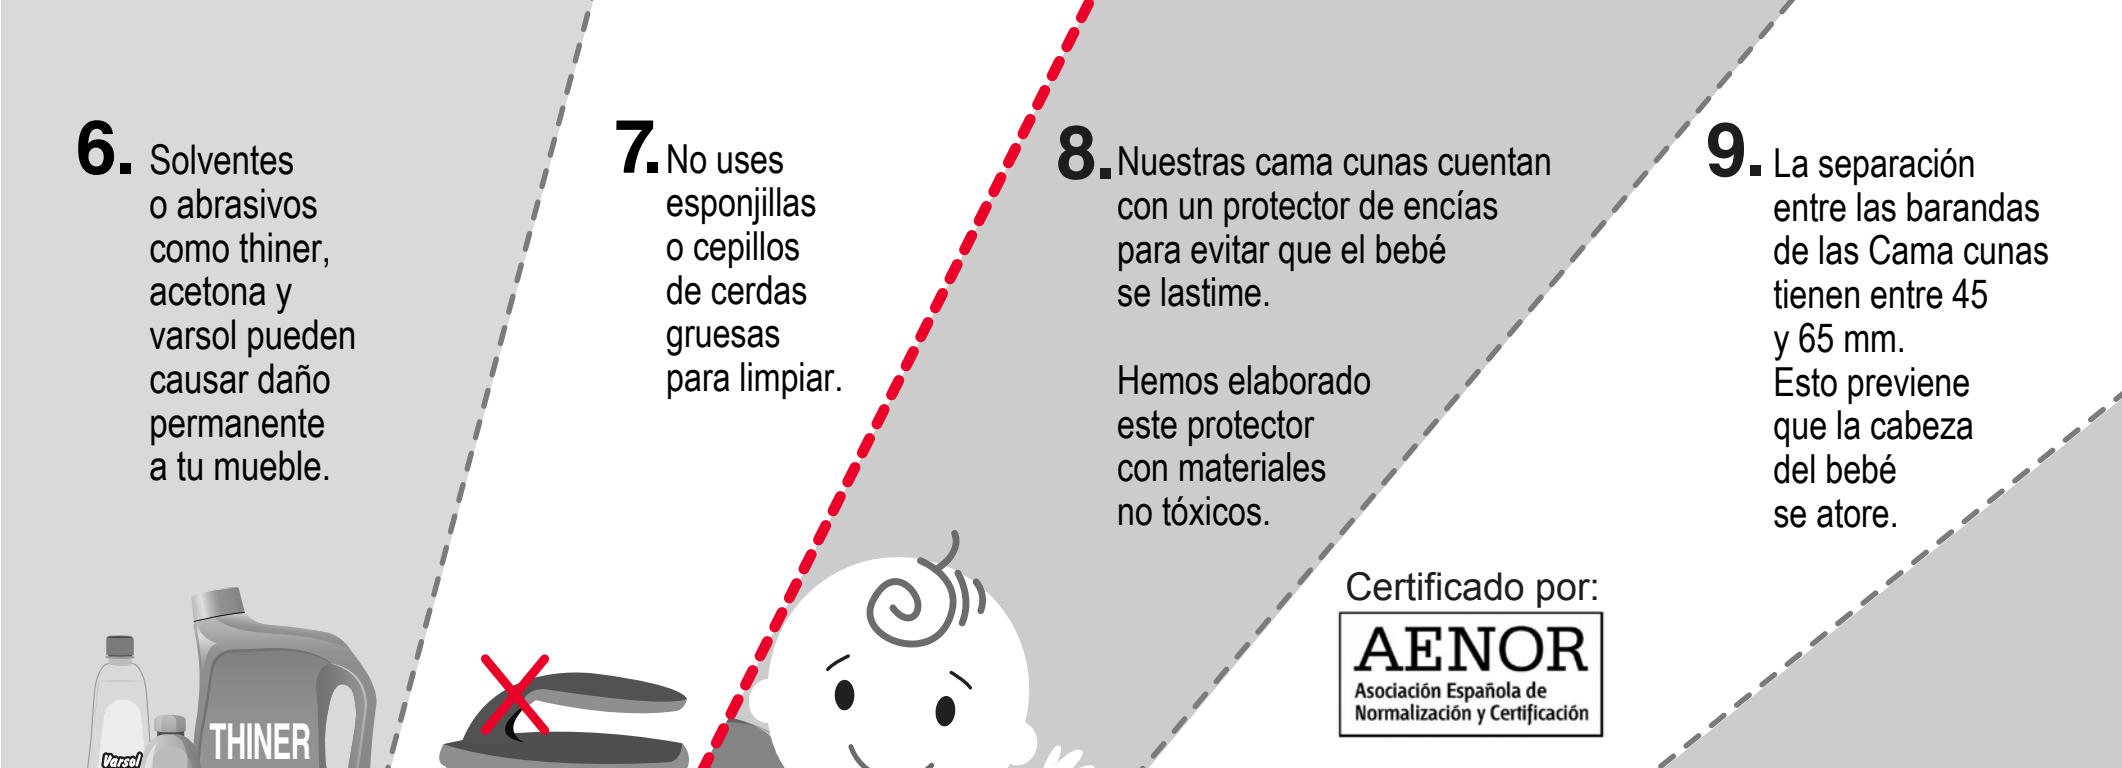 6. Solventes
o abrasivos
como thiner,
acetona y
varsol pueden
causar daño
permanente
a tu mueble.
Varsol
THINER
7. No uses
esponjillas
o cepillos
de cerdas
gruesas
para limpiar.
8. Nuestras cama cunas cuentan
con un protector de encías
para evitar que el bebé
se lastime.
Hemos elaborado
este protector
con materiales
no tóxicos.
Certificado por:
AENOR
Asociación Española de
Normalización y Certificación
9. La separación
entre las barandas
de las Cama cunas
tienen entre 45
y 65 mm.
Esto previene
que la cabeza
del bebé
se atore.